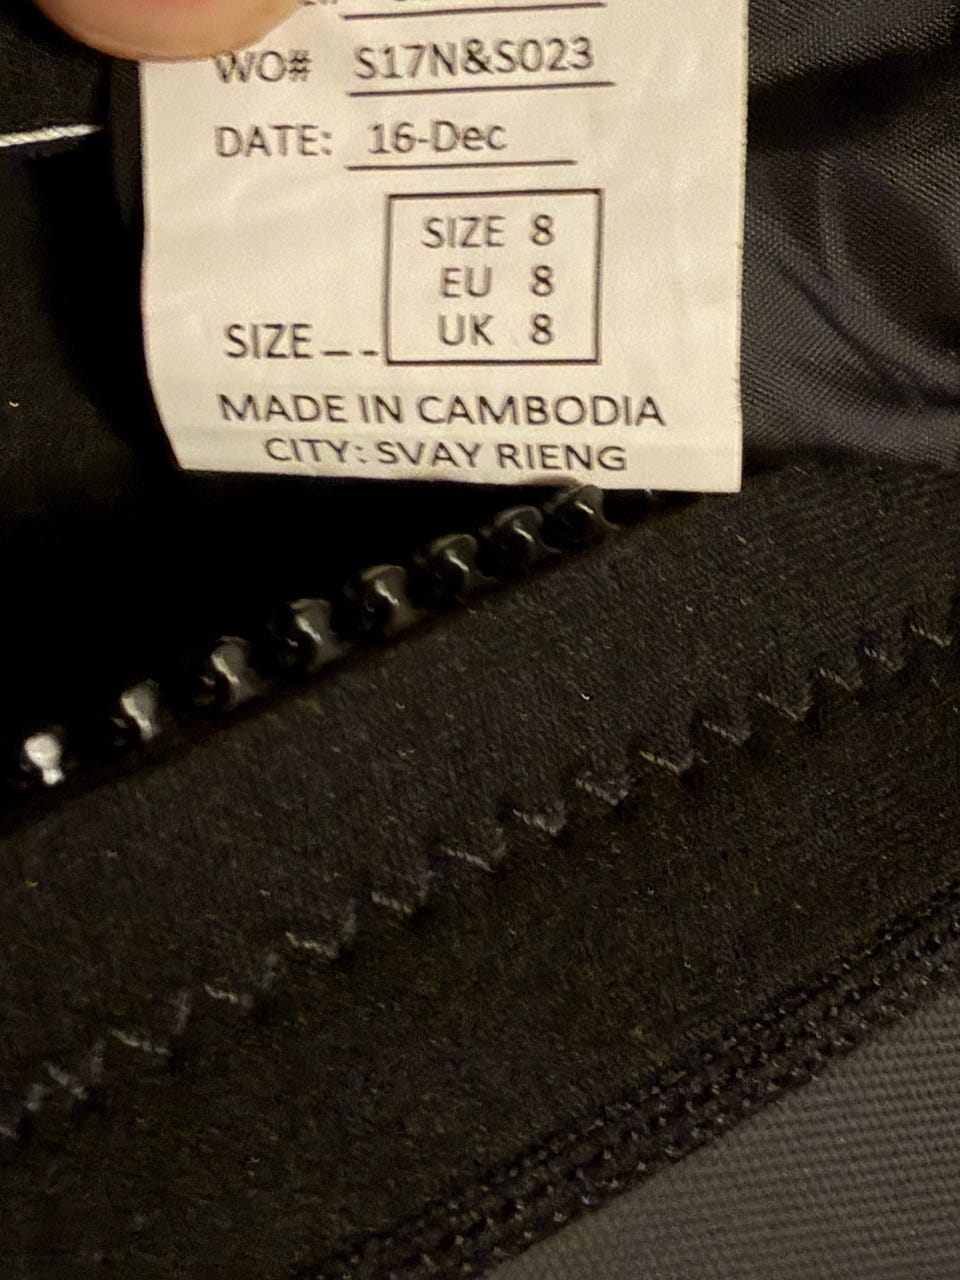 WO# S17N&S023
DATE: 16-Dec
SIZE 8
EU 8
UK 8
SIZE _ _
MADE IN CAMBODIA
CITY: SVAY RIENG